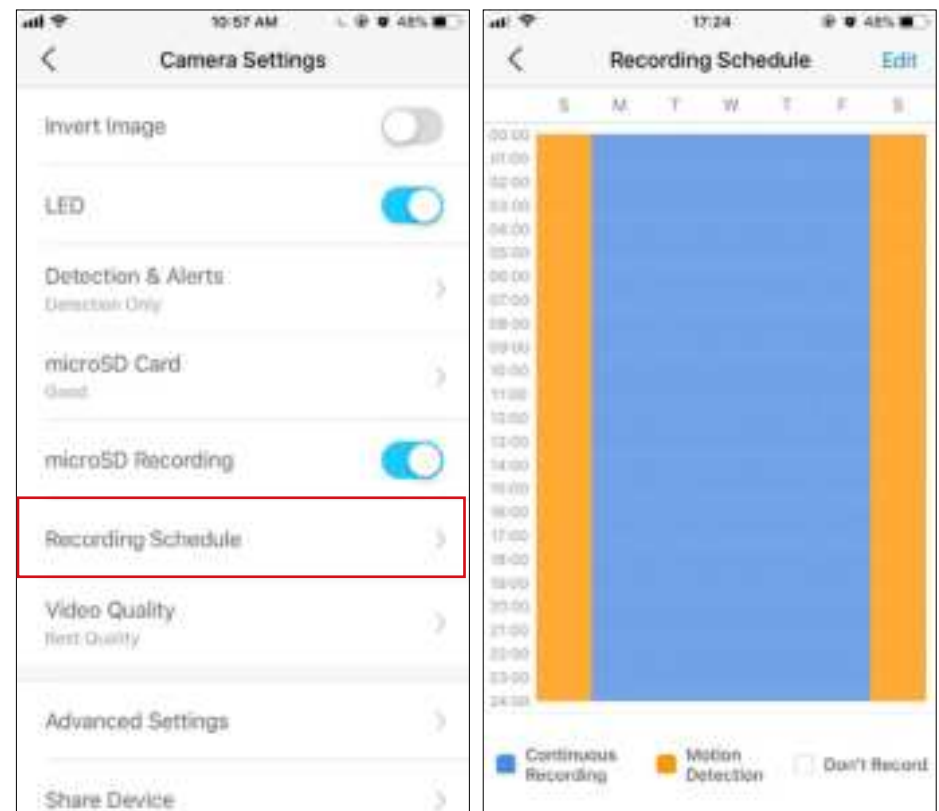 10:57 AM
48%
Camera Settings
Invert Image
LED
Detection & Alerts
Detection Only
microSD Card
Good
microSD Recording
Recording Schedule
Video Quality
Best Quality
Advanced Settings
Share Device
17:24
48%
Recording Schedule
Edit
S M T W T F S
00:00
01:00
02:00
03:00
04:00
05:00
06:00
07:00
08:00
09:00
10:00
11:00
12:00
13:00
14:00
15:00
16:00
17:00
18:00
19:00
20:00
21:00
22:00
23:00
24:00
Continuous
Recording
Motion
Detection
Don't Record